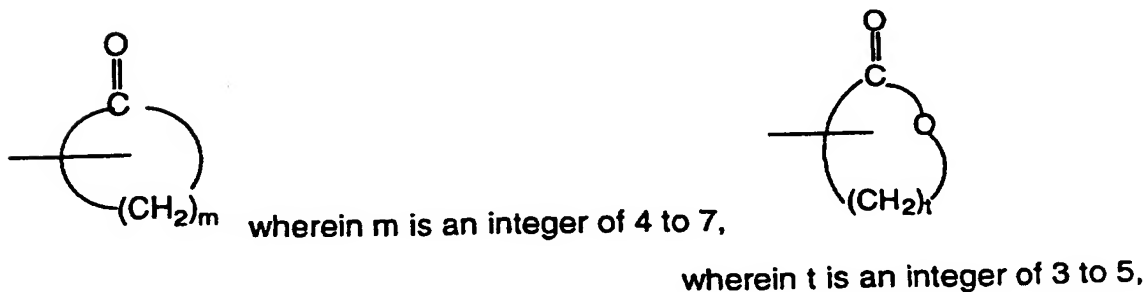 O
C
(CH2)m wherein m is an integer of 4 to 7,
O
C
O
(CH2)t
wherein t is an integer of 3 to 5,